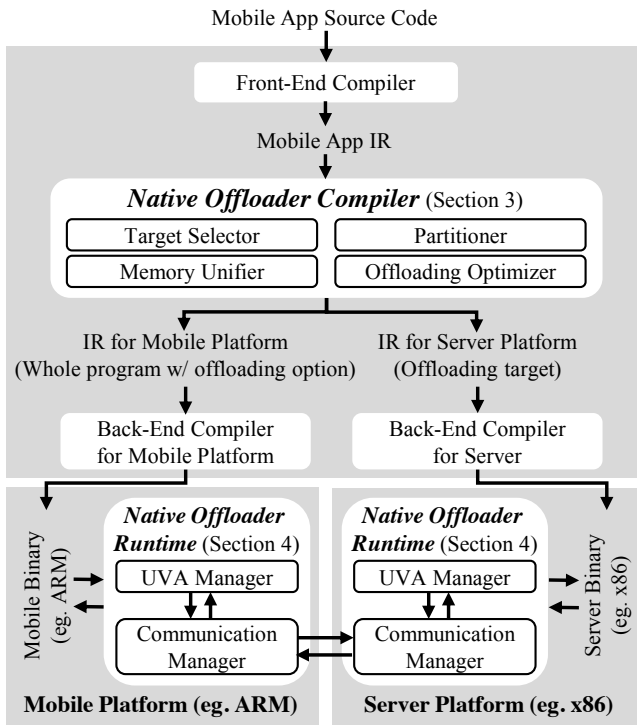 Mobile App Source Code
Front-End Compiler
Mobile App IR
Native Offloader Compiler (Section 3)
Target Selector
Partitioner
Memory Unifier
Offloading Optimizer
IR for Mobile Platform
(Whole program w/ offloading option)
IR for Server Platform
(Offloading target)
Back-End Compiler
for Mobile Platform
Back-End Compiler
for Server
Mobile Binary
(eg. ARM)
Native Offloader
Runtime (Section 4)
UVA Manager
Communication
Manager
Native Offloader
Runtime (Section 4)
UVA Manager
Communication
Manager
Server Binary
(eg. x86)
Mobile Platform (eg. ARM)
Server Platform (eg. x86)